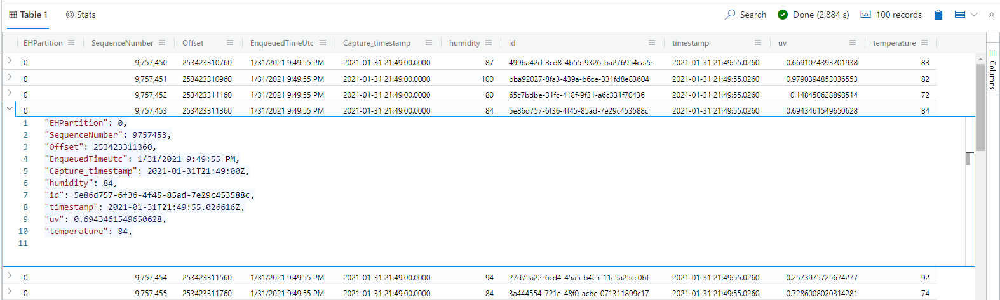 Table 1 Stats Search Done (2.884 s) 123 100 records
EHPartition SequenceNumber Offset EnqueuedTimeUtc Capture_timestamp humidity id timestamp uv temperature
0 9,757,450 253423310760 1/31/2021 9:49:55 PM 2021-01-31 21:49:00.0000 87 499ba42d-3cd8-4b55-9326-ba276954ca2e 2021-01-31 21:49:55.0260 0.6691074393201938 83
0 9,757,451 253423310960 1/31/2021 9:49:55 PM 2021-01-31 21:49:00.0000 100 bba92027-8fa3-439a-b6ce-331fd8e83604 2021-01-31 21:49:55.0260 0.9790394853036553 82
0 9,757,452 253423311160 1/31/2021 9:49:55 PM 2021-01-31 21:49:00.0000 80 65c7bdbe-31fc-418f-9f31-a6c331f70436 2021-01-31 21:49:55.0260 0.148450628898514 72
0 9,757,453 253423311360 1/31/2021 9:49:55 PM 2021-01-31 21:49:00.0000 84 5e86d757-6f36-4f45-85ad-7e29c453588c 2021-01-31 21:49:55.0260 0.6943461549650628 84
1 "EHPartition": 0,
2 "SequenceNumber": 9757453,
3 "Offset": 253423311360,
4 "EnqueuedTimeUtc": 1/31/2021 9:49:55 PM,
5 "Capture_timestamp": 2021-01-31T21:49:00Z,
6 "humidity": 84,
7 "id": 5e86d757-6f36-4f45-85ad-7e29c453588c,
8 "timestamp": 2021-01-31T21:49:55.026616Z,
9 "uv": 0.6943461549650628,
10 "temperature": 84,
11
0 9,757,454 253423311560 1/31/2021 9:49:55 PM 2021-01-31 21:49:00.0000 94 27d75a22-6cd4-45a5-b4c5-11c5a25cc0bf 2021-01-31 21:49:55.0260 0.2573975725674277 92
0 9,757,455 253423311760 1/31/2021 9:49:55 PM 2021-01-31 21:49:00.0000 84 3a444554-721e-48f0-acbc-071311809c17 2021-01-31 21:49:55.0260 0.7286008020314281 74
Columns